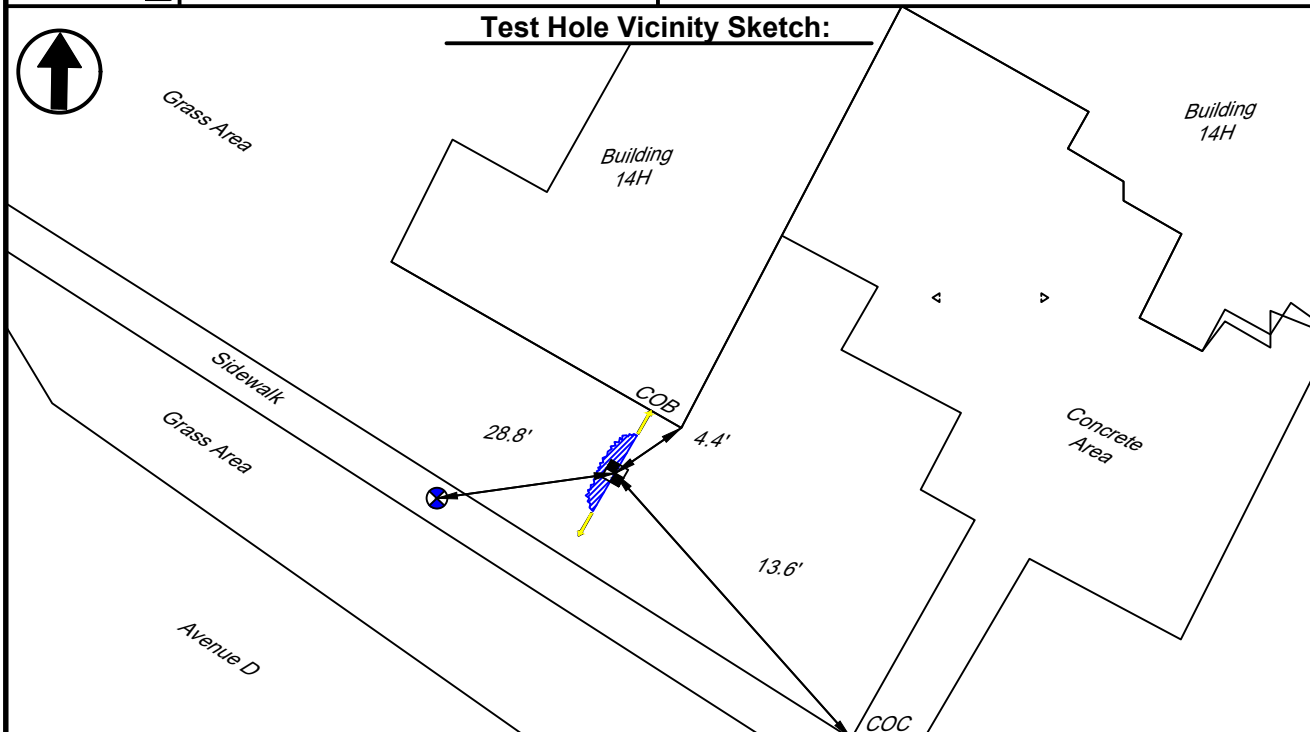 Test Hole Vicinity Sketch:
Grass Area
Building
14H
Building
14H
Sidewalk
COB
28.8'
4.4'
Grass Area
Concrete
Area
13.6'
Avenue D
COC